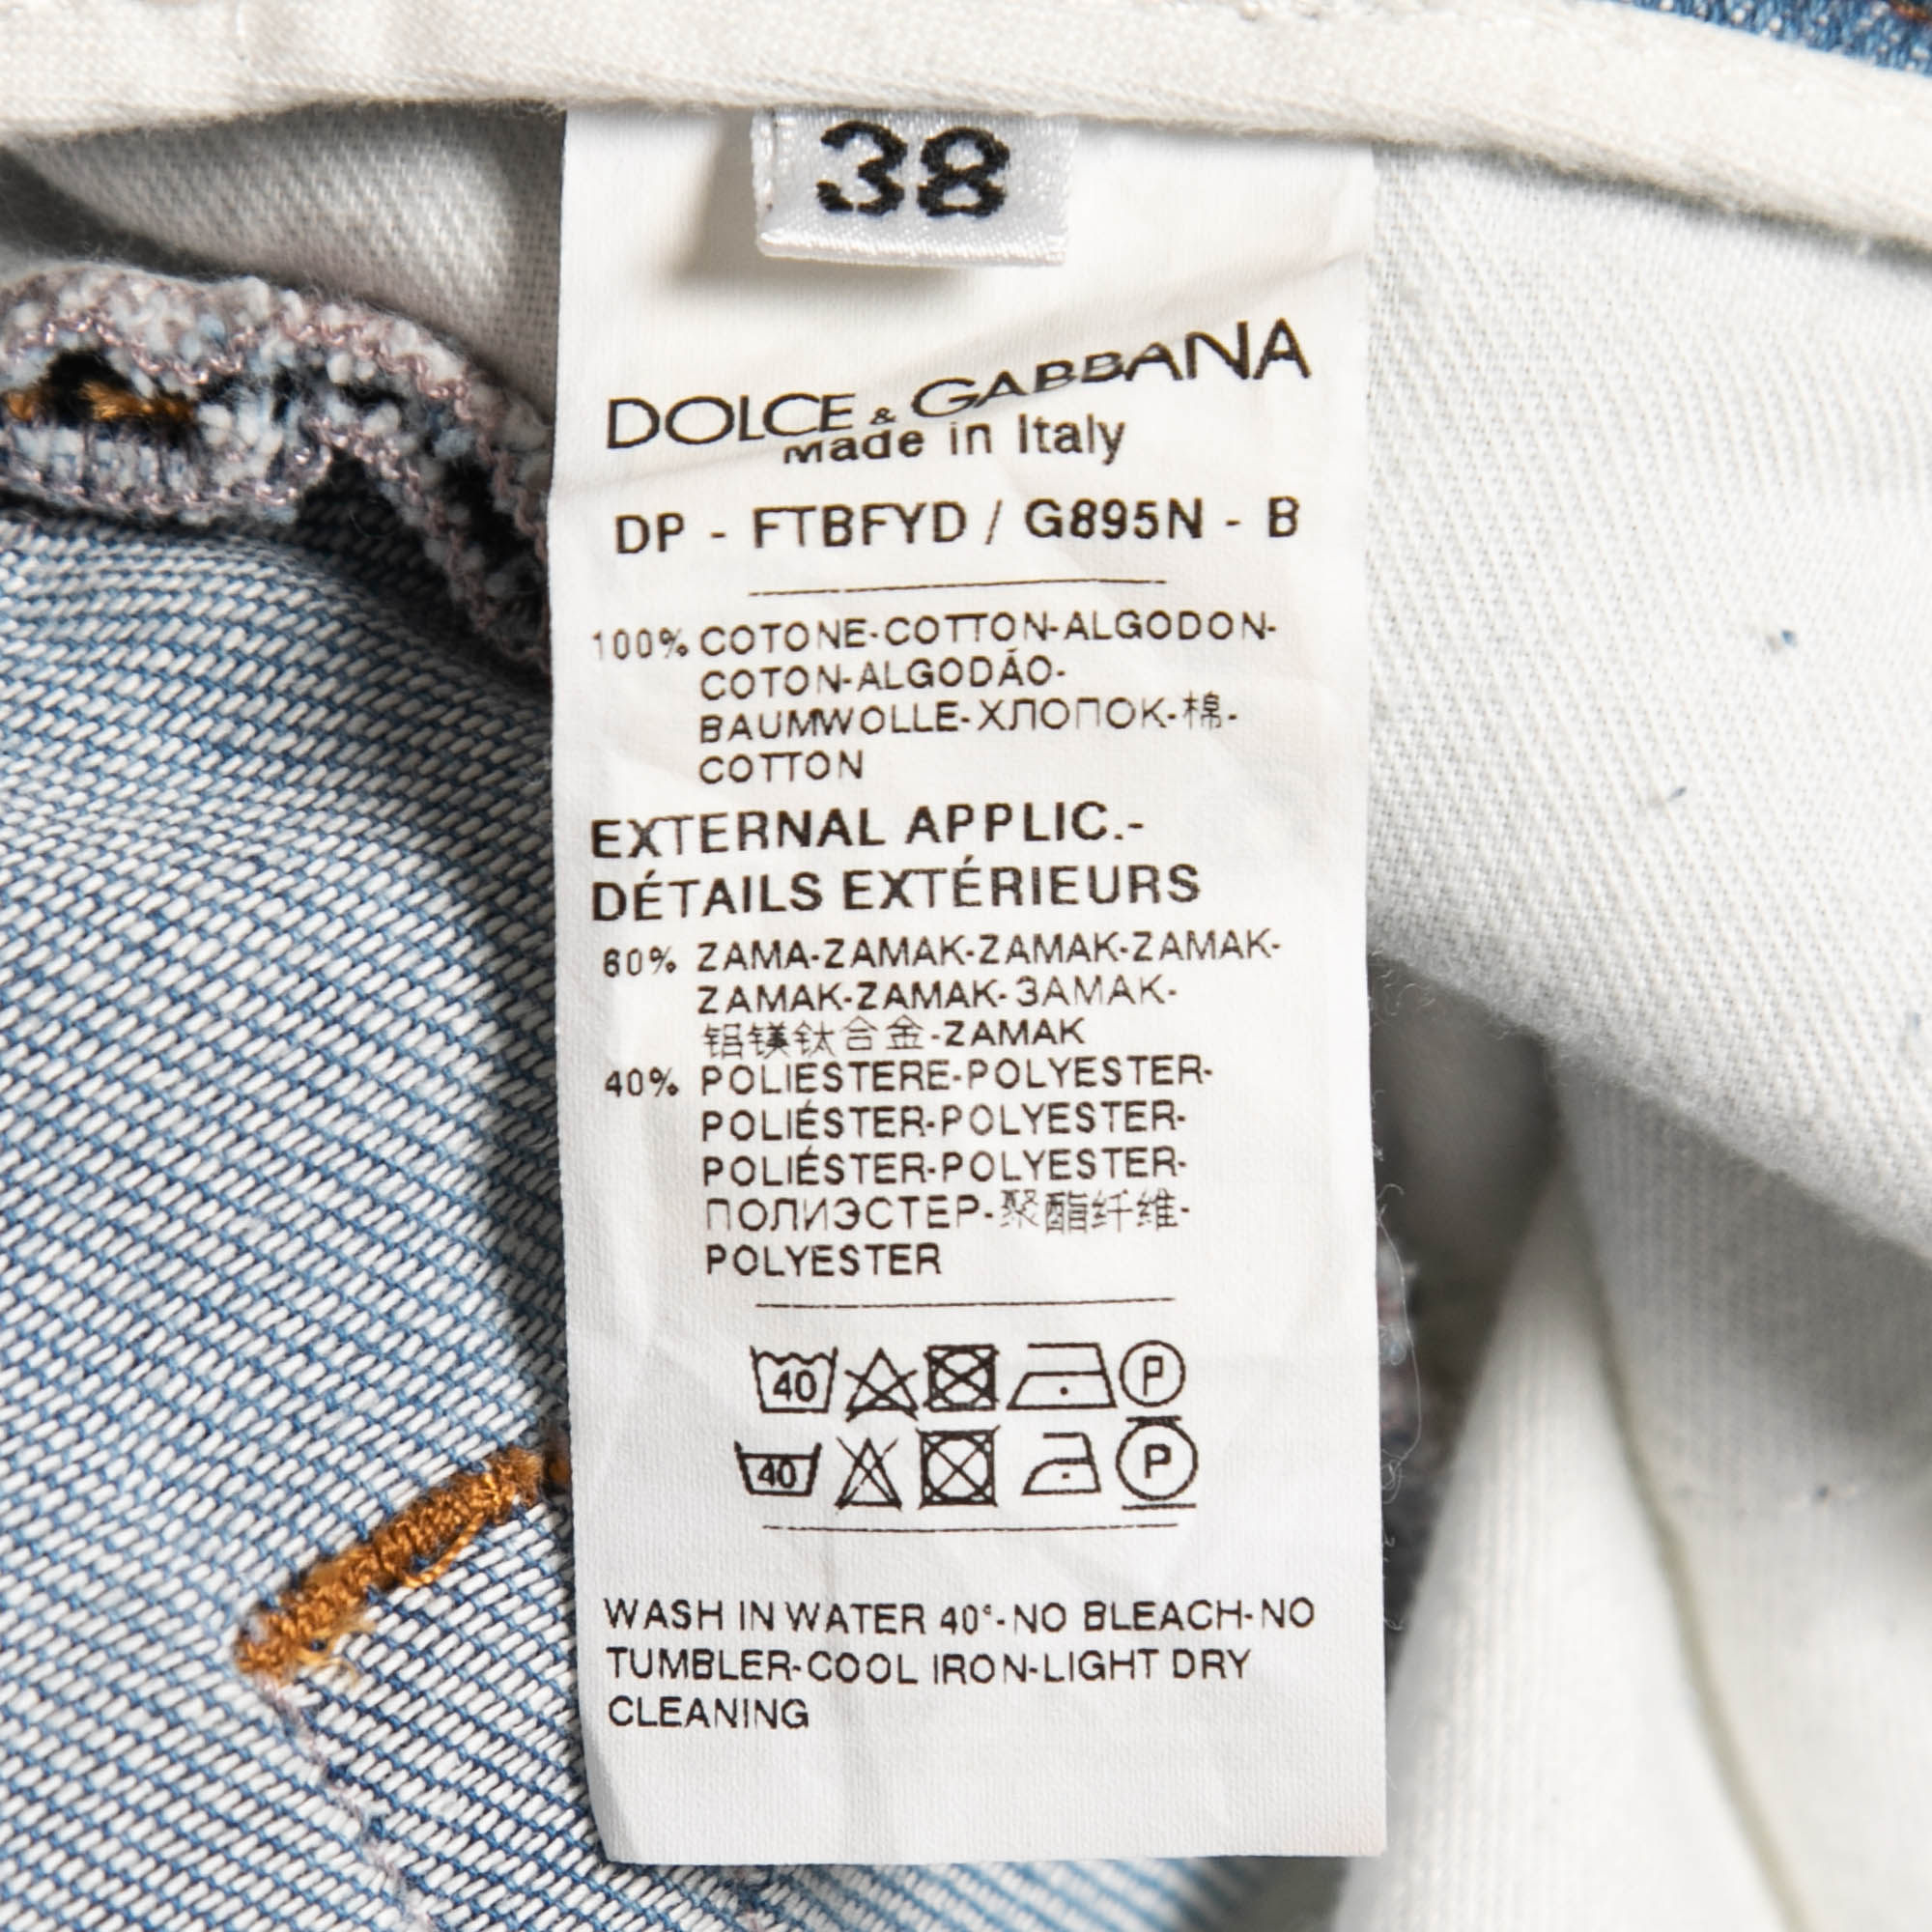 38
DOLCE & GABBANA
Made in Italy
DP - FTBFYD / G895N - B
100% COTONE-COTTON-ALGODON-
COTON-ALGODÃO-
BAUMWOLLE-ХЛОПОК-棉-
COTTON
EXTERNAL APPLIC.-
DÉTAILS EXTÉRIEURS
60% ZAMA-ZAMAK-ZAMAK-ZAMAK-
ZAMAK-ZAMAK-ЗАМАК-
铝镁钛合金-ZAMAK
40% POLIESTERE-POLYESTER-
POLIÉSTER-POLYESTER-
POLIÉSTER-POLYESTER-
ПОЛИЭСТЕР-聚酯纤维-
POLYESTER
40 P
40 P
WASH IN WATER 40°-NO BLEACH-NO
TUMBLER-COOL IRON-LIGHT DRY
CLEANING